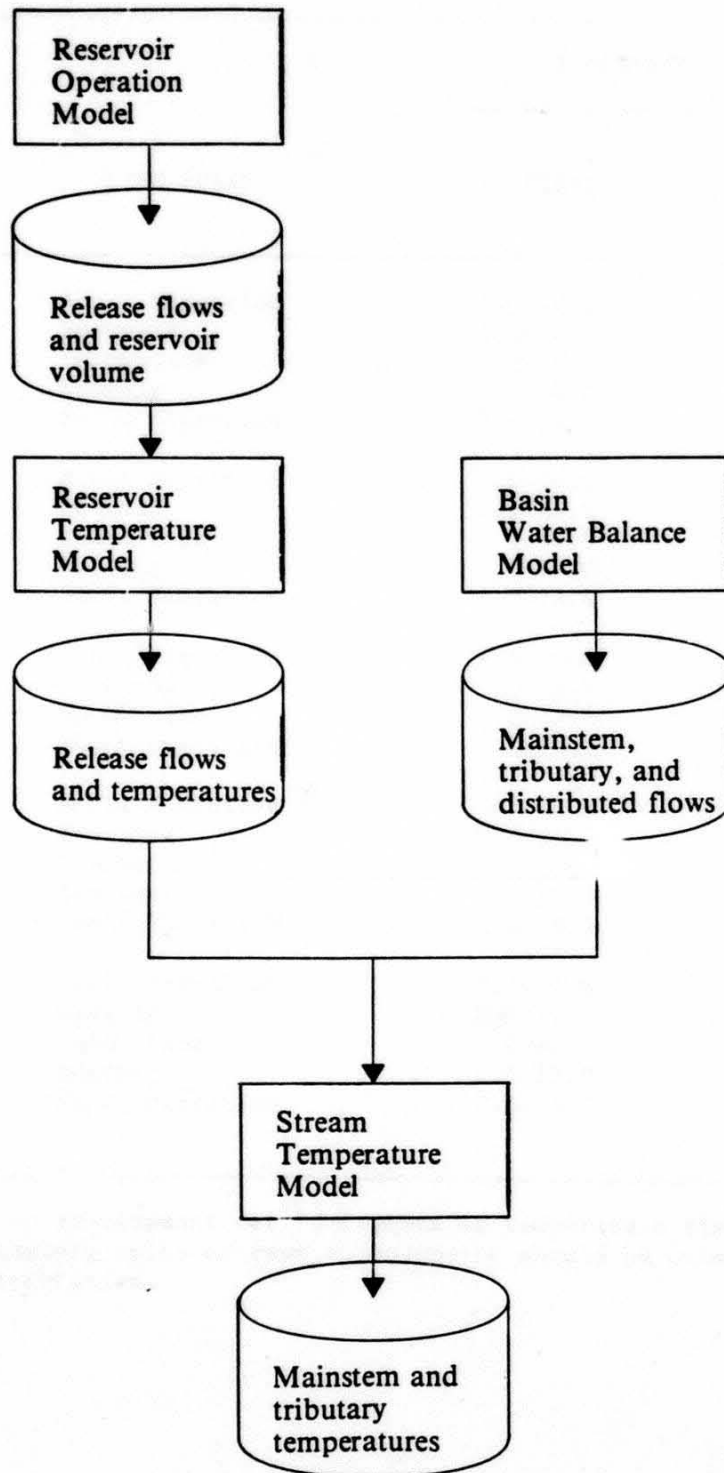 Reservoir
Operation
Model
Release flows
and reservoir
volume
Reservoir
Temperature
Model
Basin
Water Balance
Model
Release flows
and temperatures
Mainstem,
tributary, and
distributed flows
Stream
Temperature
Model
Mainstem and
tributary
temperatures